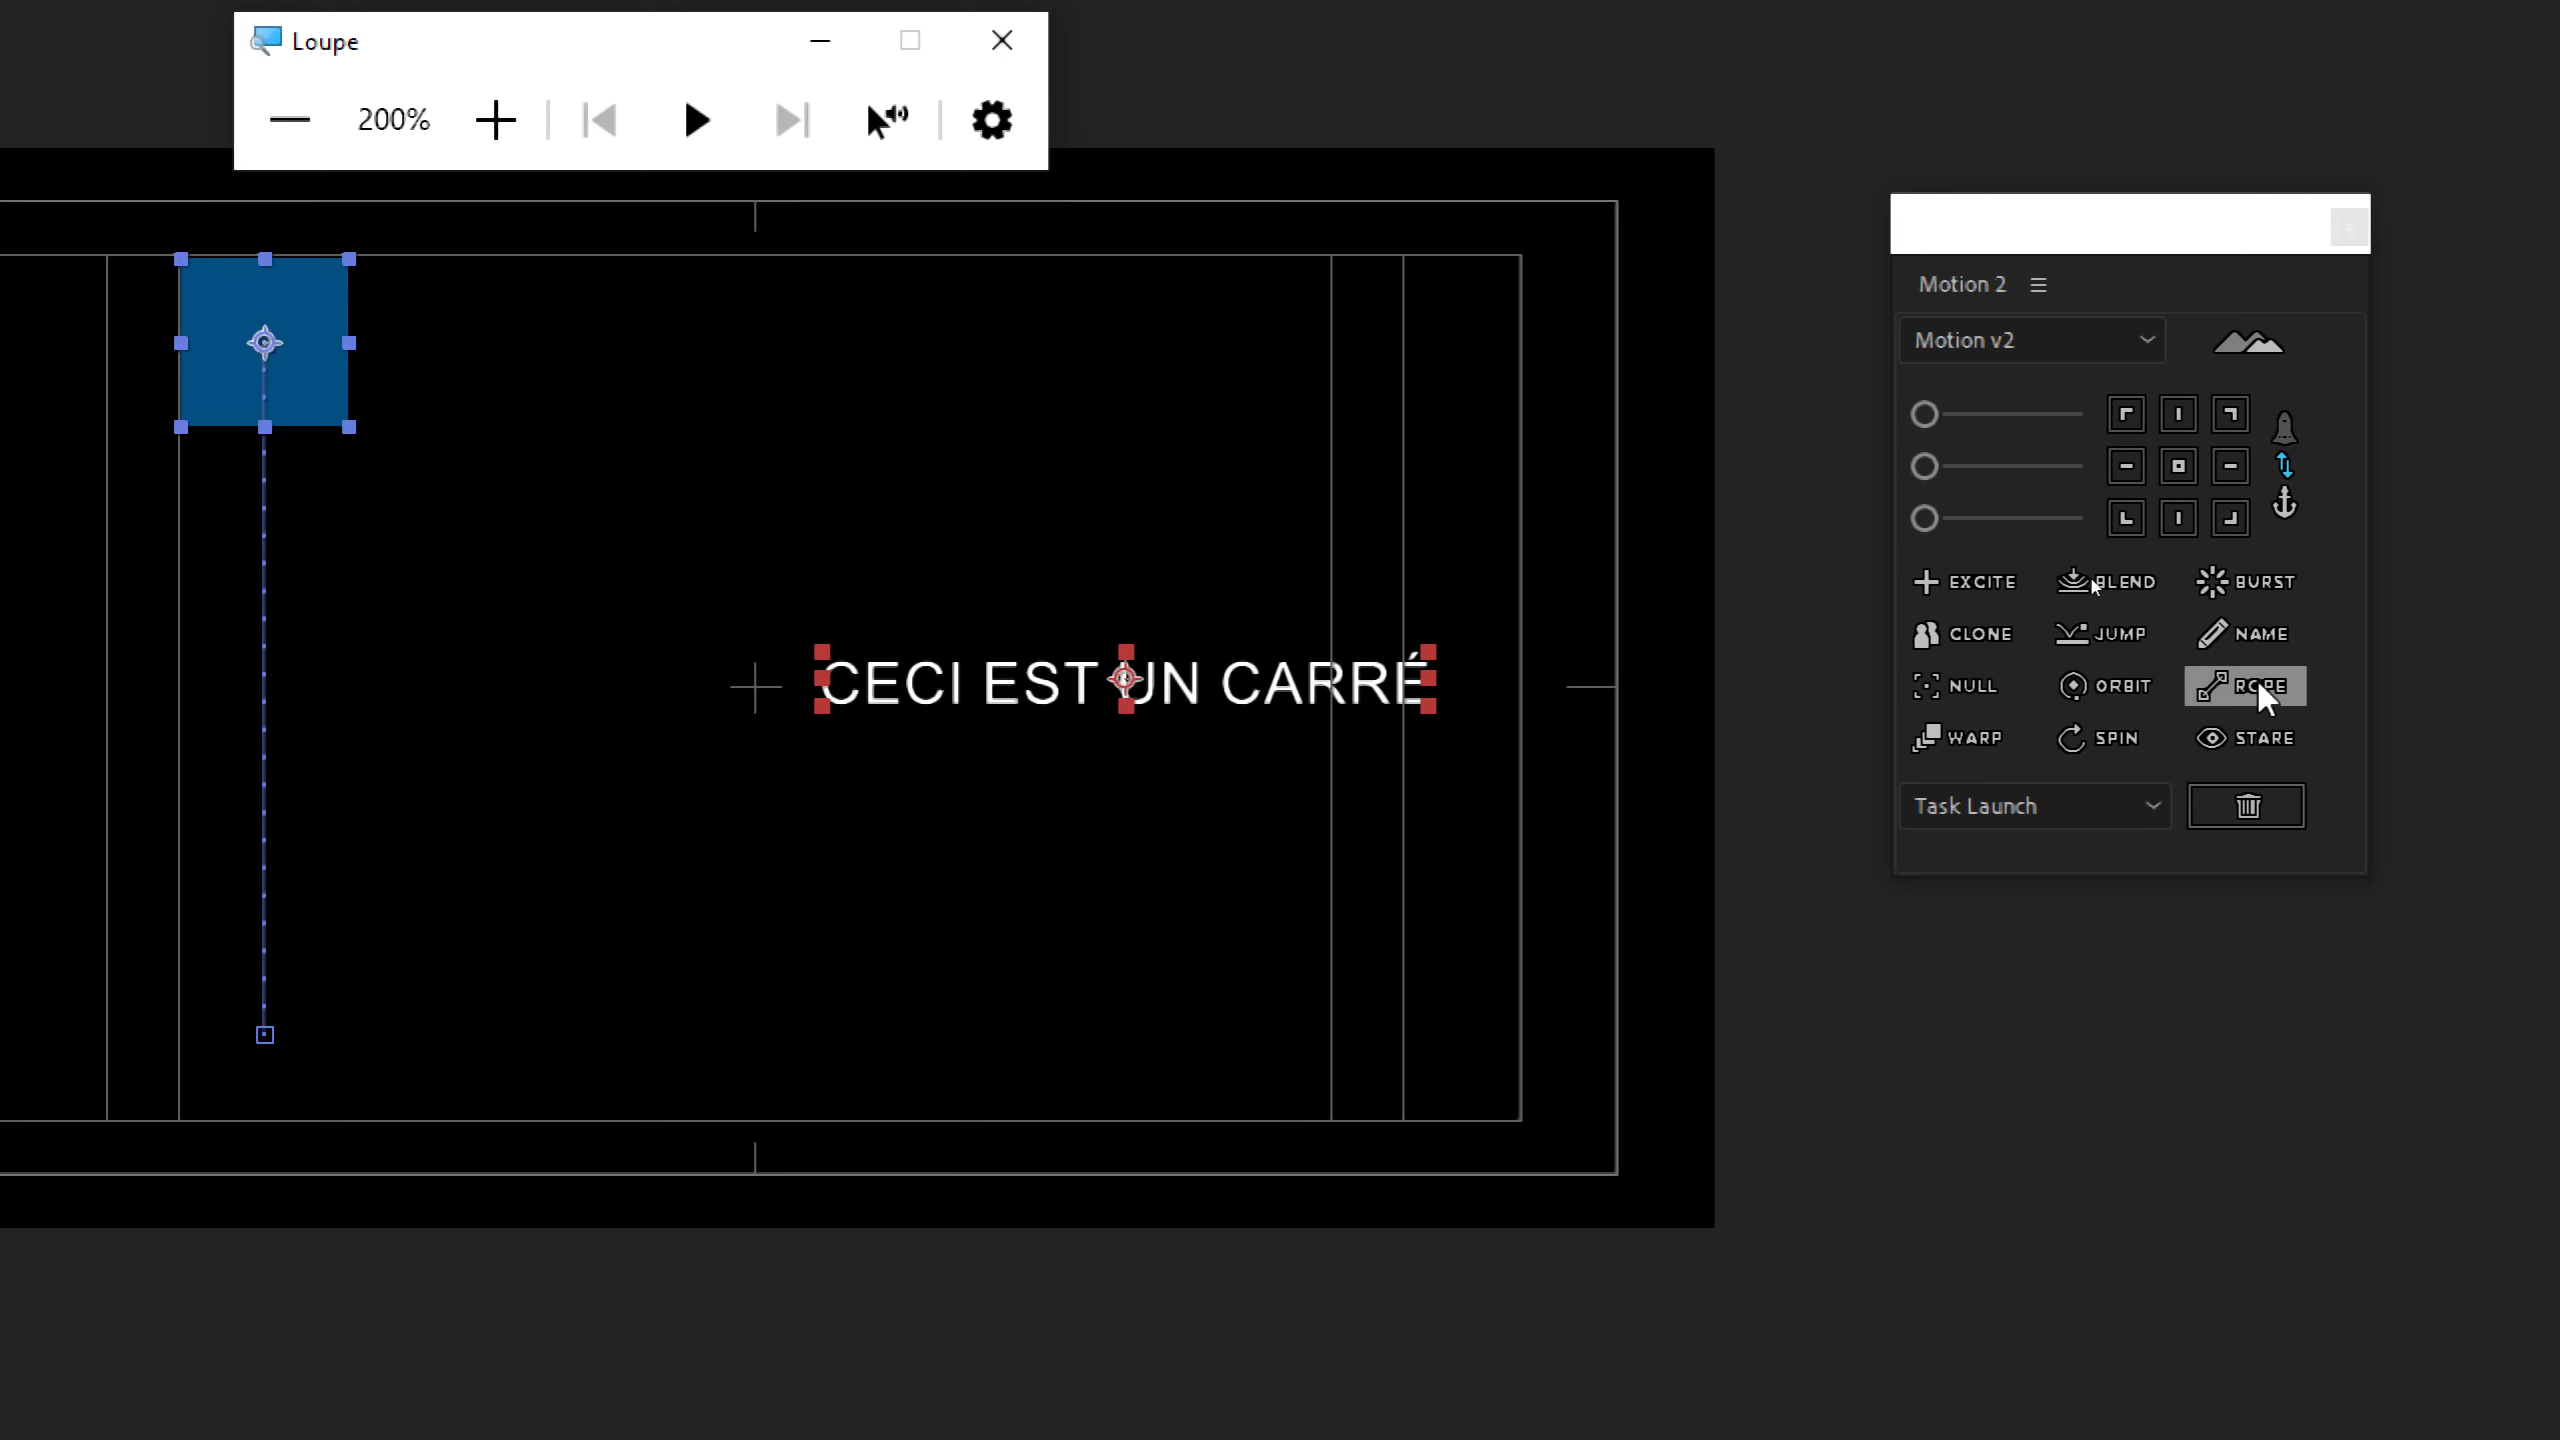 Loupe
200%
Motion 2
Motion v2
EXCITE BLEND BURST
CLONE JUMP NAME
CECI EST UN CARRÉ
NULL ORBIT ROPE
WARP SPIN STARE
Task Launch